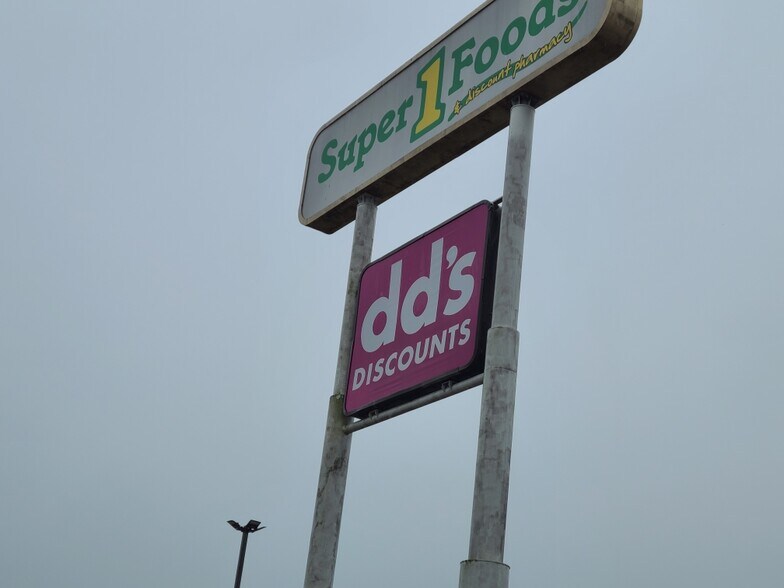 Super 1 Foods
& discount pharmacy
dd's
DISCOUNTS